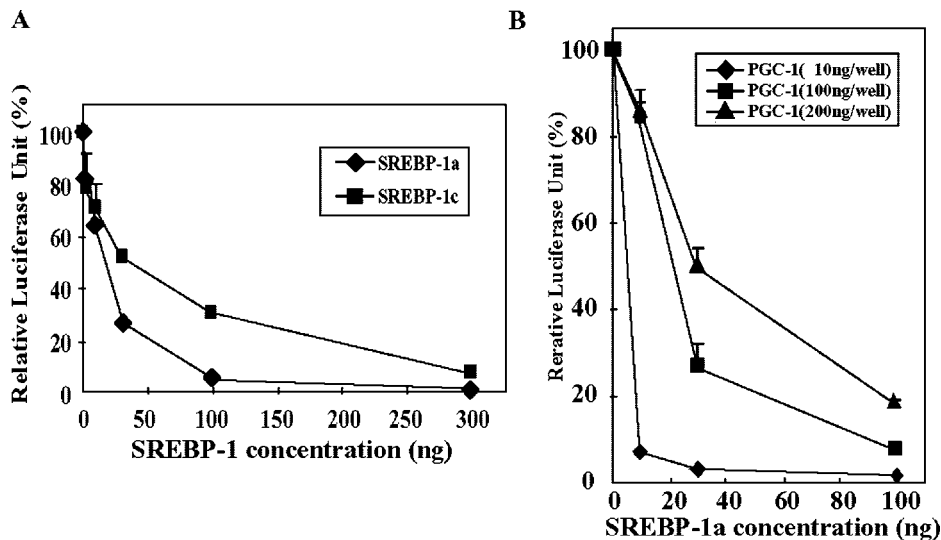 A
Relative Luciferase Unit (%)
100
80
60
40
20
0
SREBP-1a
SREBP-1c
0 50 100 150 200 250 300
SREBP-1 concentration (ng)
B
Rerative Luciferase Unit (%)
100
80
60
40
20
0
PGC-1( 10ng/well)
PGC-1(100ng/well)
PGC-1(200ng/well)
0 20 40 60 80 100
SREBP-1a concentration (ng)